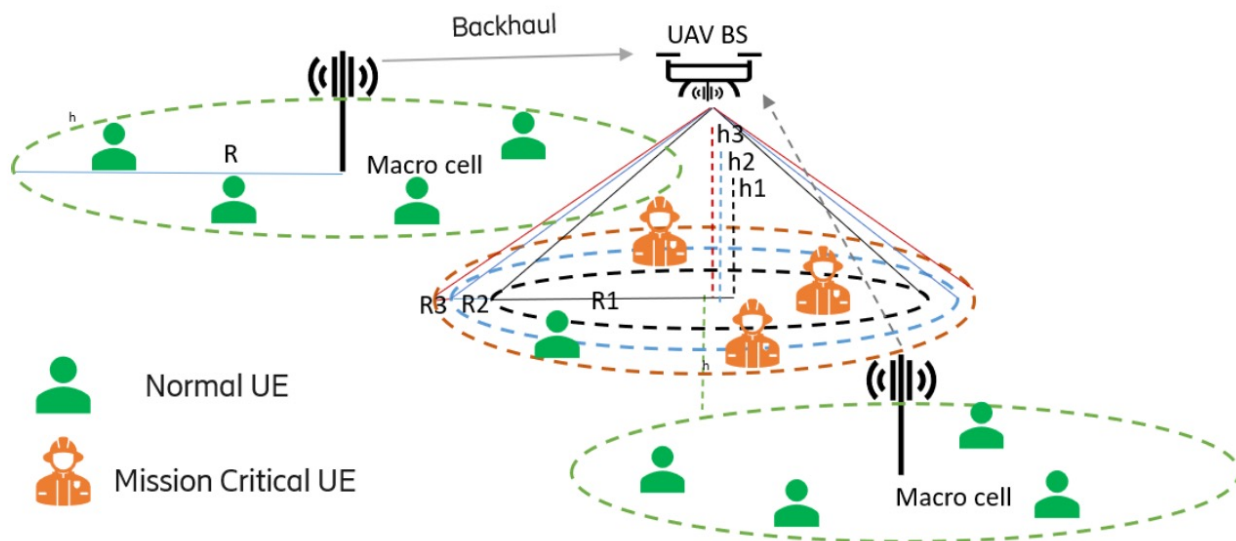 Backhaul
UAV BS
h
R
Macro cell
h3
h2
h1
R3
R2
R1
h
Normal UE
Mission Critical UE
Macro cell